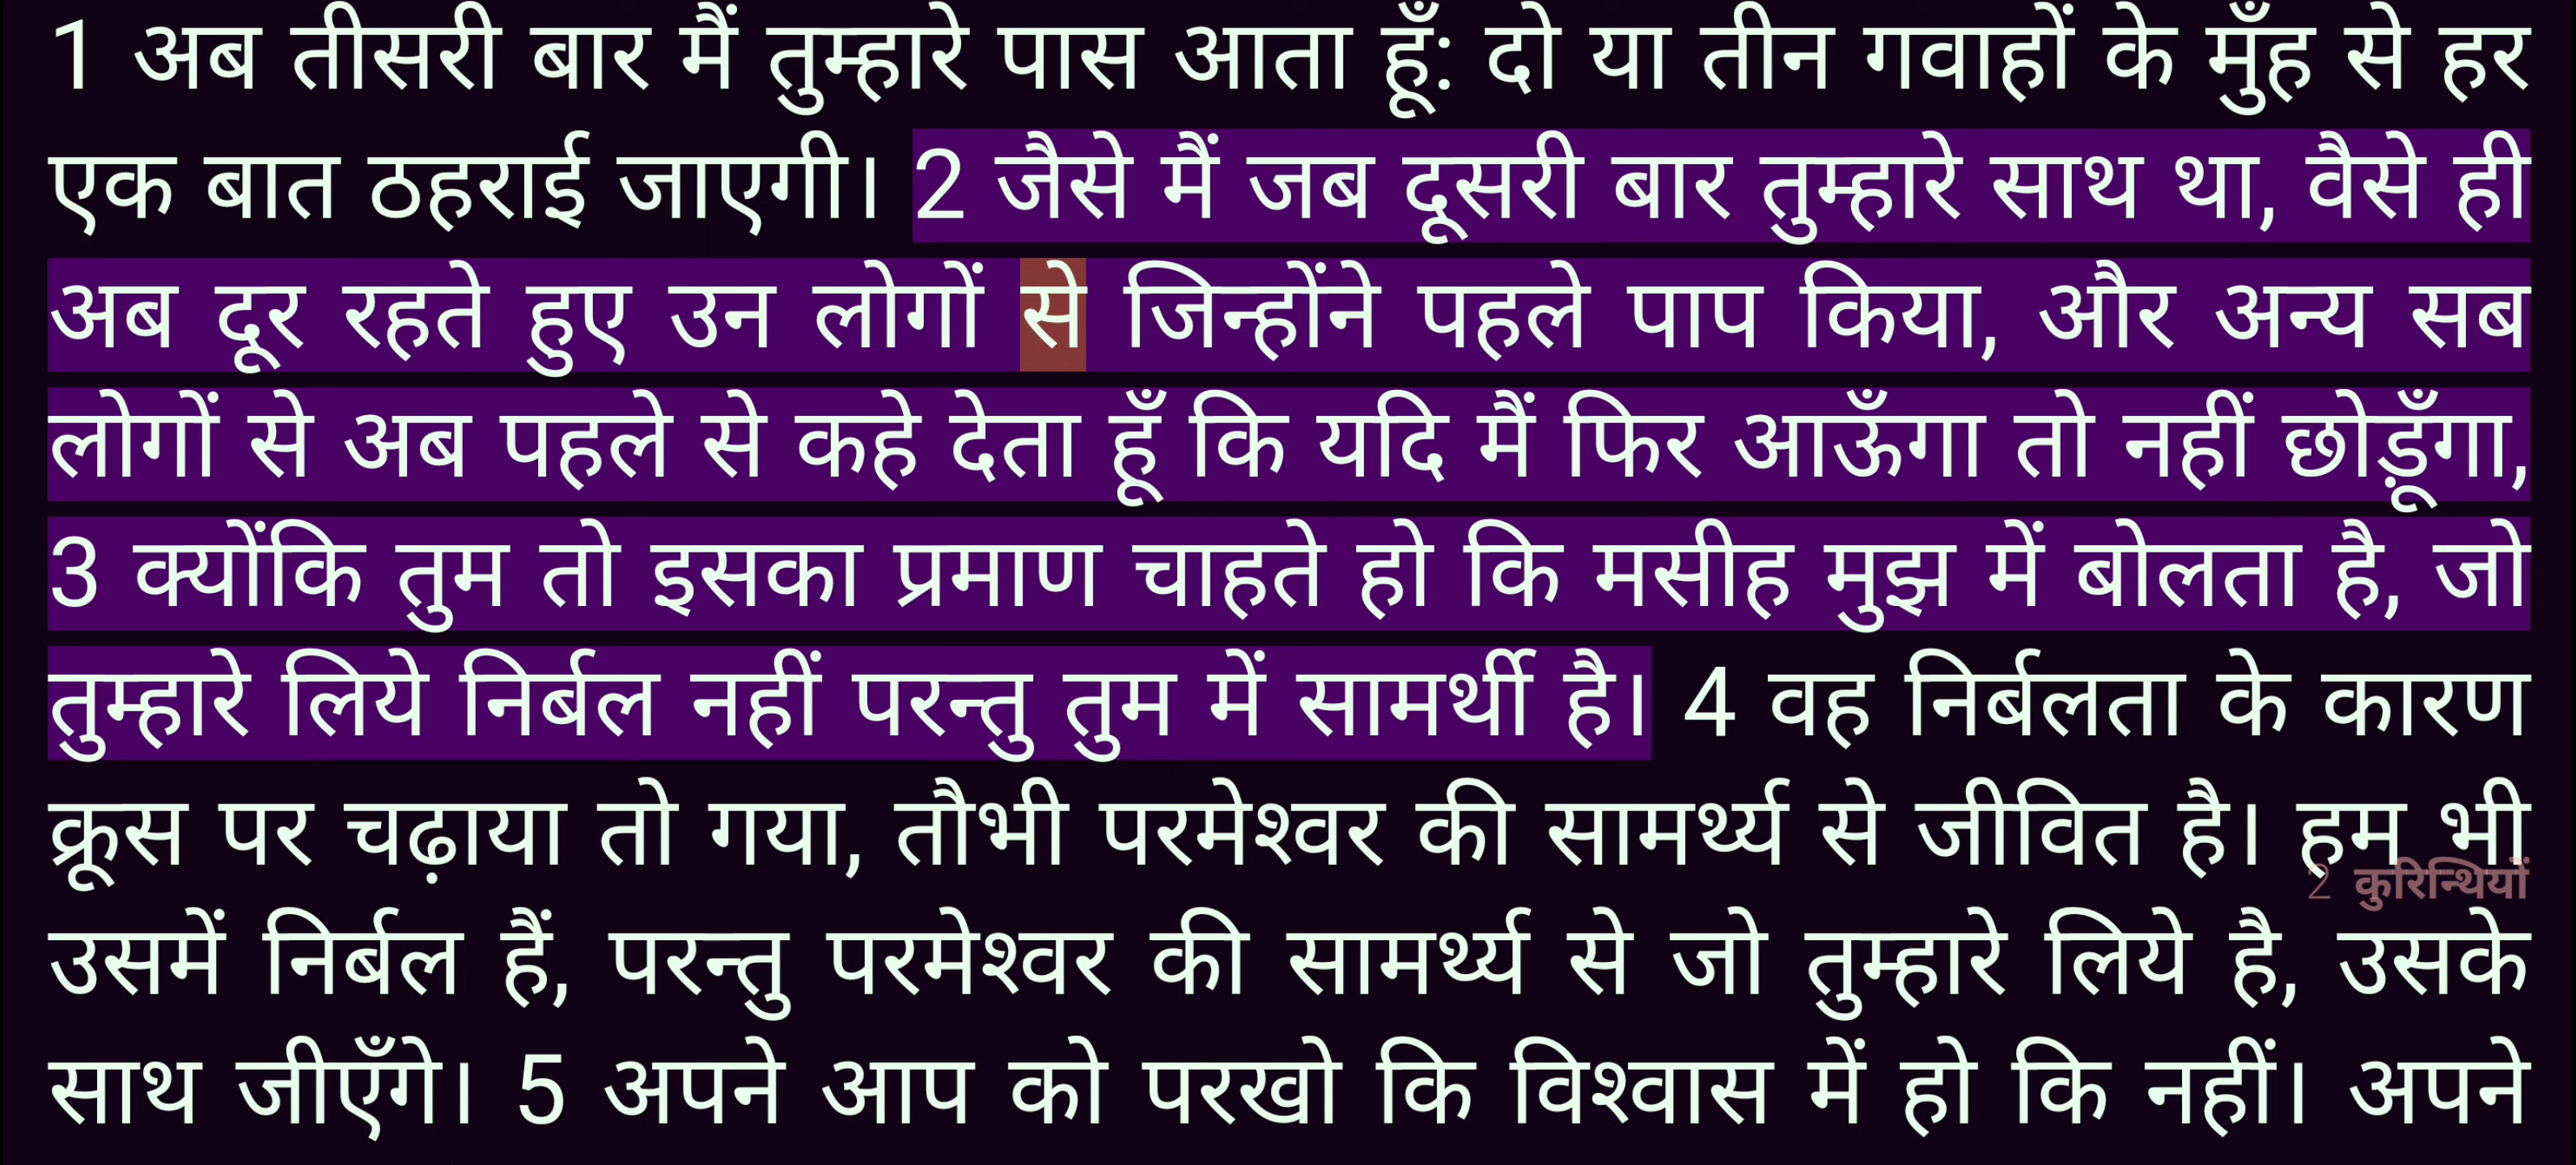 1 अब तीसरी बार मैं तुम्हारे पास आता हूँ: दो या तीन गवाहों के मुँह से हर
एक बात ठहराई जाएगी। 2 जैसे मैं जब दूसरी बार तुम्हारे साथ था, वैसे ही
अब दूर रहते हुए उन लोगों से जिन्होंने पहले पाप किया, और अन्य सब
लोगों से अब पहले से कहे देता हूँ कि यदि मैं फिर आऊँगा तो नहीं छोड़ूँगा,
3 क्योंकि तुम तो इसका प्रमाण चाहते हो कि मसीह मुझ में बोलता है, जो
तुम्हारे लिये निर्बल नहीं परन्तु तुम में सामर्थी है। 4 वह निर्बलता के कारण
क्रूस पर चढ़ाया तो गया, तौभी परमेश्‍वर की सामर्थ्य से जीवित है। हम भी
2 कुरिन्थियों
उसमें निर्बल हैं, परन्तु परमेश्‍वर की सामर्थ्य से जो तुम्हारे लिये है, उसके
साथ जीएँगे। 5 अपने आप को परखो कि विश्‍वास में हो कि नहीं। अपने